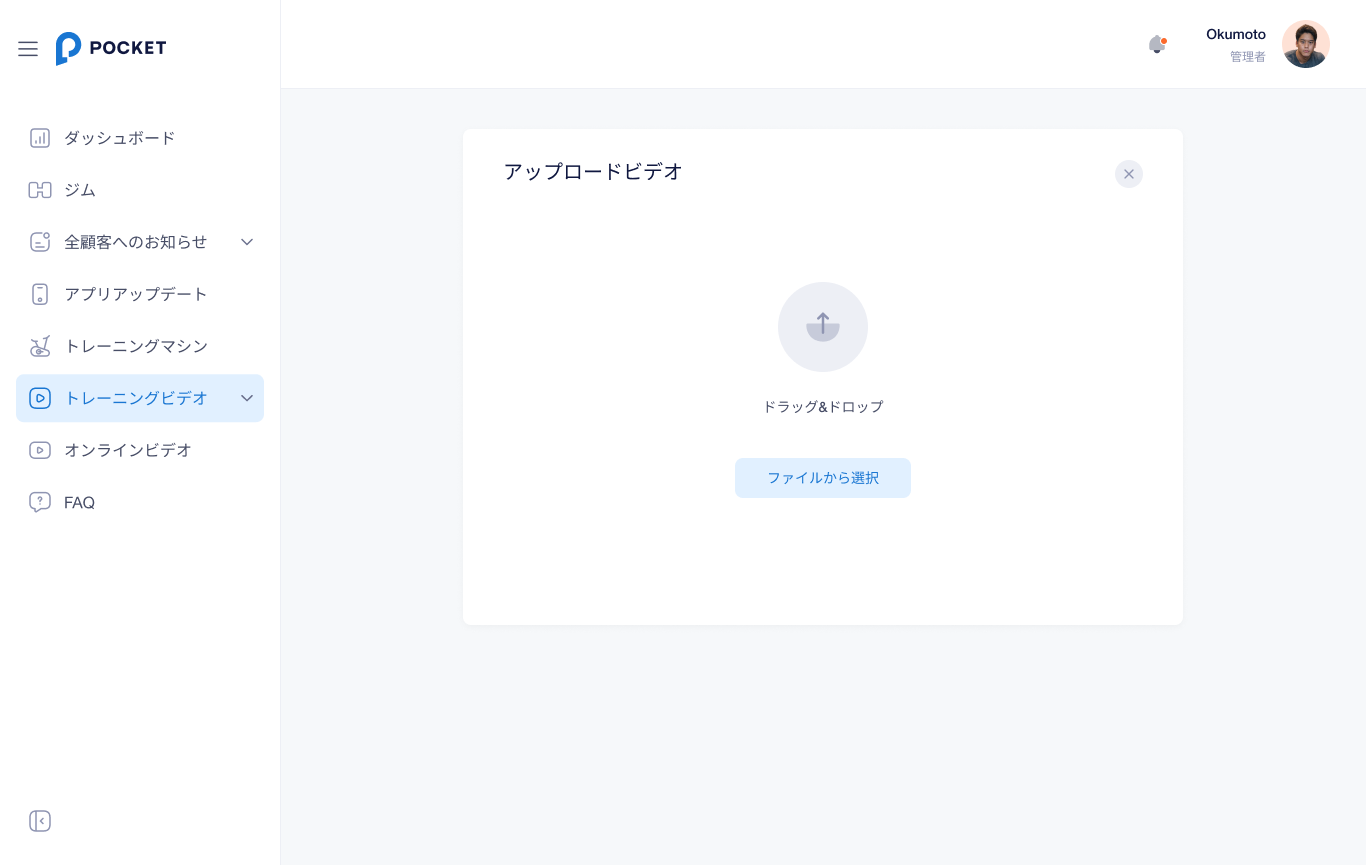 POCKET
Okumoto
管理者
ダッシュボード
ジム
全顧客へのお知らせ
アプリアップデート
トレーニングマシン
トレーニングビデオ
オンラインビデオ
FAQ
アップロードビデオ
ドラッグ&ドロップ
ファイルから選択